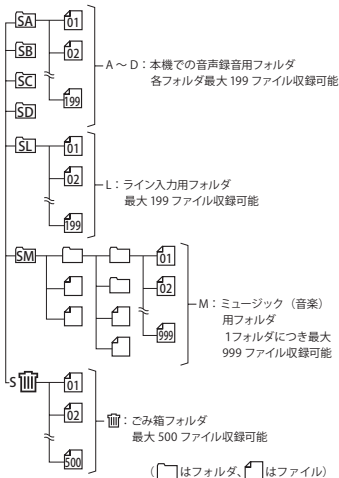 SA
01
SB
02
SC
199
SD
A ～ D：本機での音声録音用フォルダ
各フォルダ最大 199 ファイル収録可能
SL
01
02
199
L：ライン入力用フォルダ
最大 199 ファイル収録可能
SM
01
02
999
M：ミュージック（音楽）
用フォルダ
1フォルダにつき最大
999 ファイル収録可能
S
01
02
500
：ごみ箱フォルダ
最大 500 ファイル収録可能
（ はフォルダ、 はファイル）